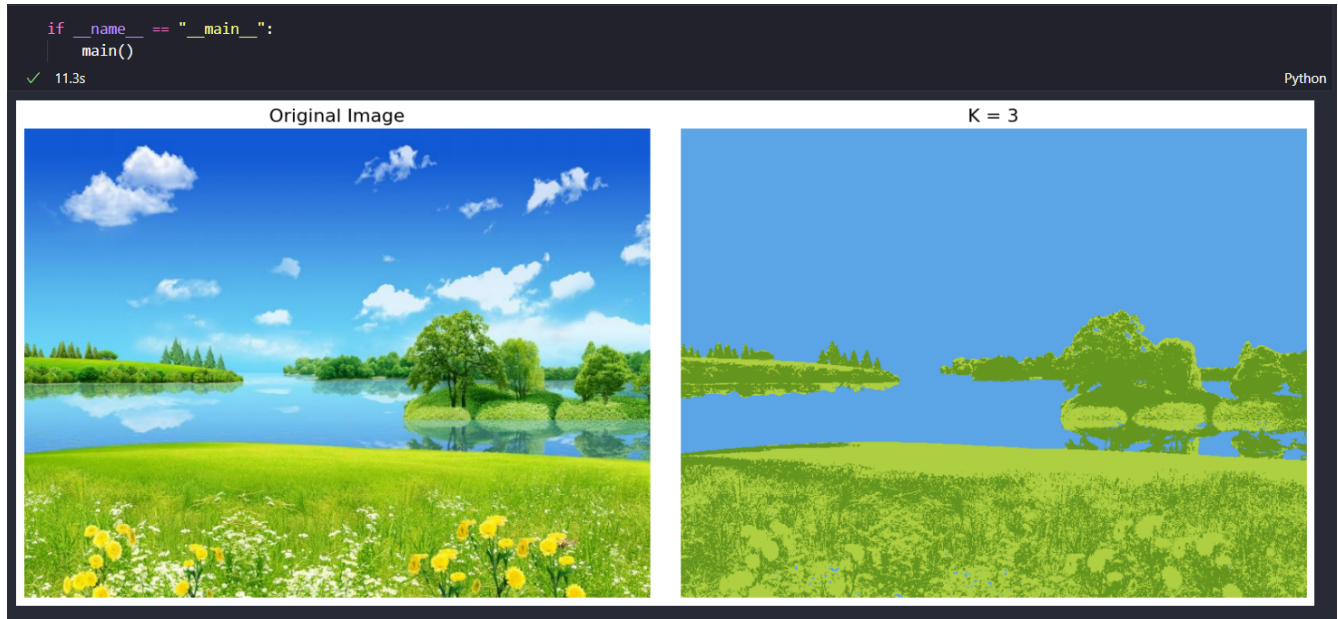 if __name__ == "__main__":
main()
11.3s
Python
Original Image
K = 3